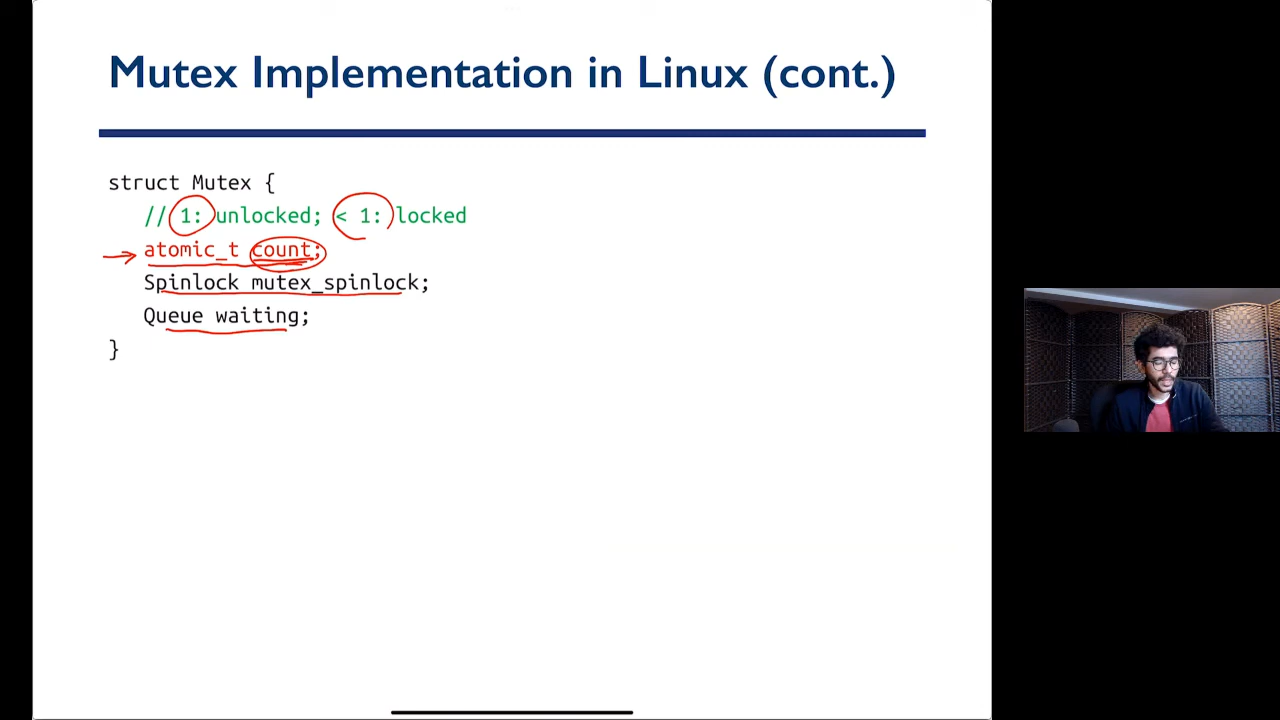 Mutex Implementation in Linux (cont.)
struct Mutex {
// 1: unlocked; < 1: locked
atomic_t count;
Spinlock mutex_spinlock;
Queue waiting;
}